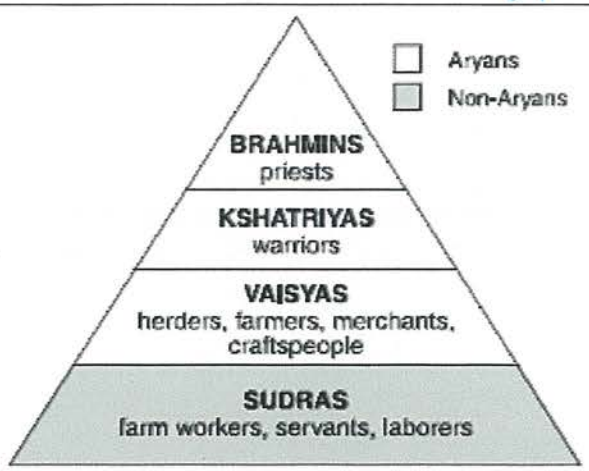 Aryans
Non-Aryans
BRAHMINS
priests
KSHATRIYAS
warriors
VAISYAS
herders, farmers, merchants,
craftspeople
SUDRAS
farm workers, servants, laborers